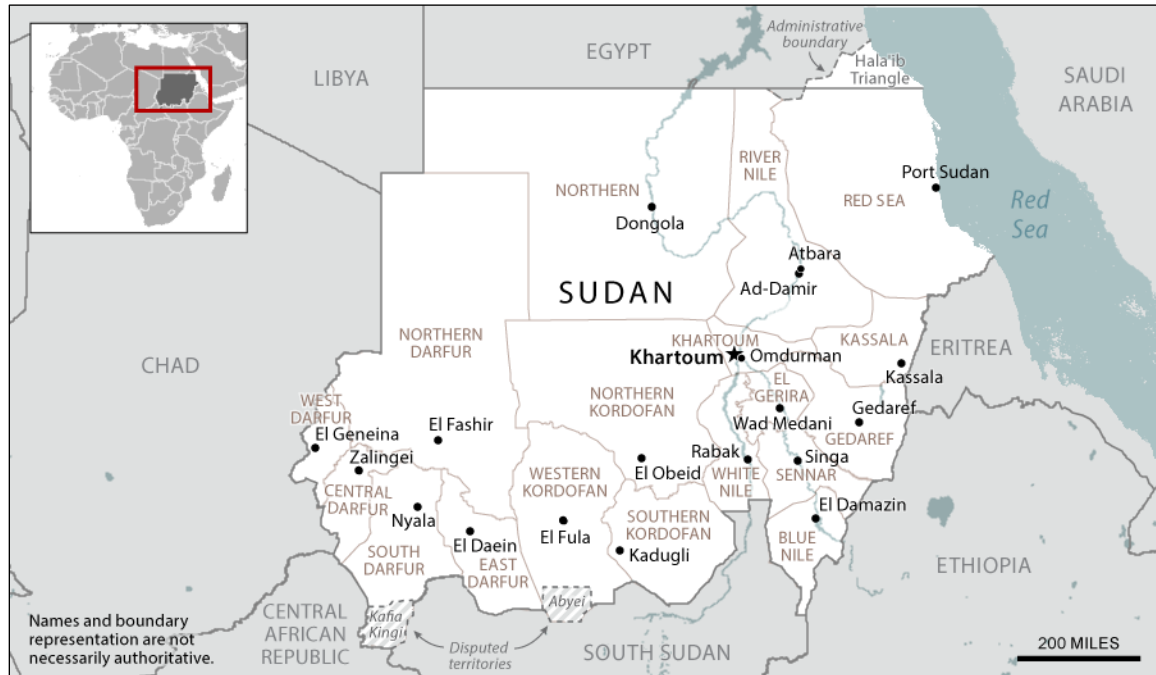 EGYPT
Administrative
boundary
Hala'ib
Triangle
LIBYA
SAUDI
ARABIA
RIVER
NILE
NORTHERN
Port Sudan
RED SEA
Red
Sea
Dongola
Atbara
Ad-Damir
SUDAN
NORTHERN
DARFUR
KHARTOUM
Khartoum
Omdurman
KASSALA
ERITREA
Kassala
CHAD
EL
GERIRA
NORTHERN
KORDOFAN
Wad Medani
Gedaref
GEDAREF
WEST
DARFUR
El Geneina
El Fashir
Zalingei
Rabak
Singa
El Obeid
WHITE
NILE
SENNAR
WESTERN
KORDOFAN
CENTRAL
DARFUR
Nyala
El Damazin
SOUTHERN
KORDOFAN
El Daein
El Fula
Kadugli
BLUE
NILE
SOUTH
DARFUR
EAST
DARFUR
ETHIOPIA
Abyei
Kafia
Kingi
CENTRAL
AFRICAN
REPUBLIC
Disputed
territories
SOUTH SUDAN
Names and boundary
representation are not
necessarily authoritative.
200 MILES